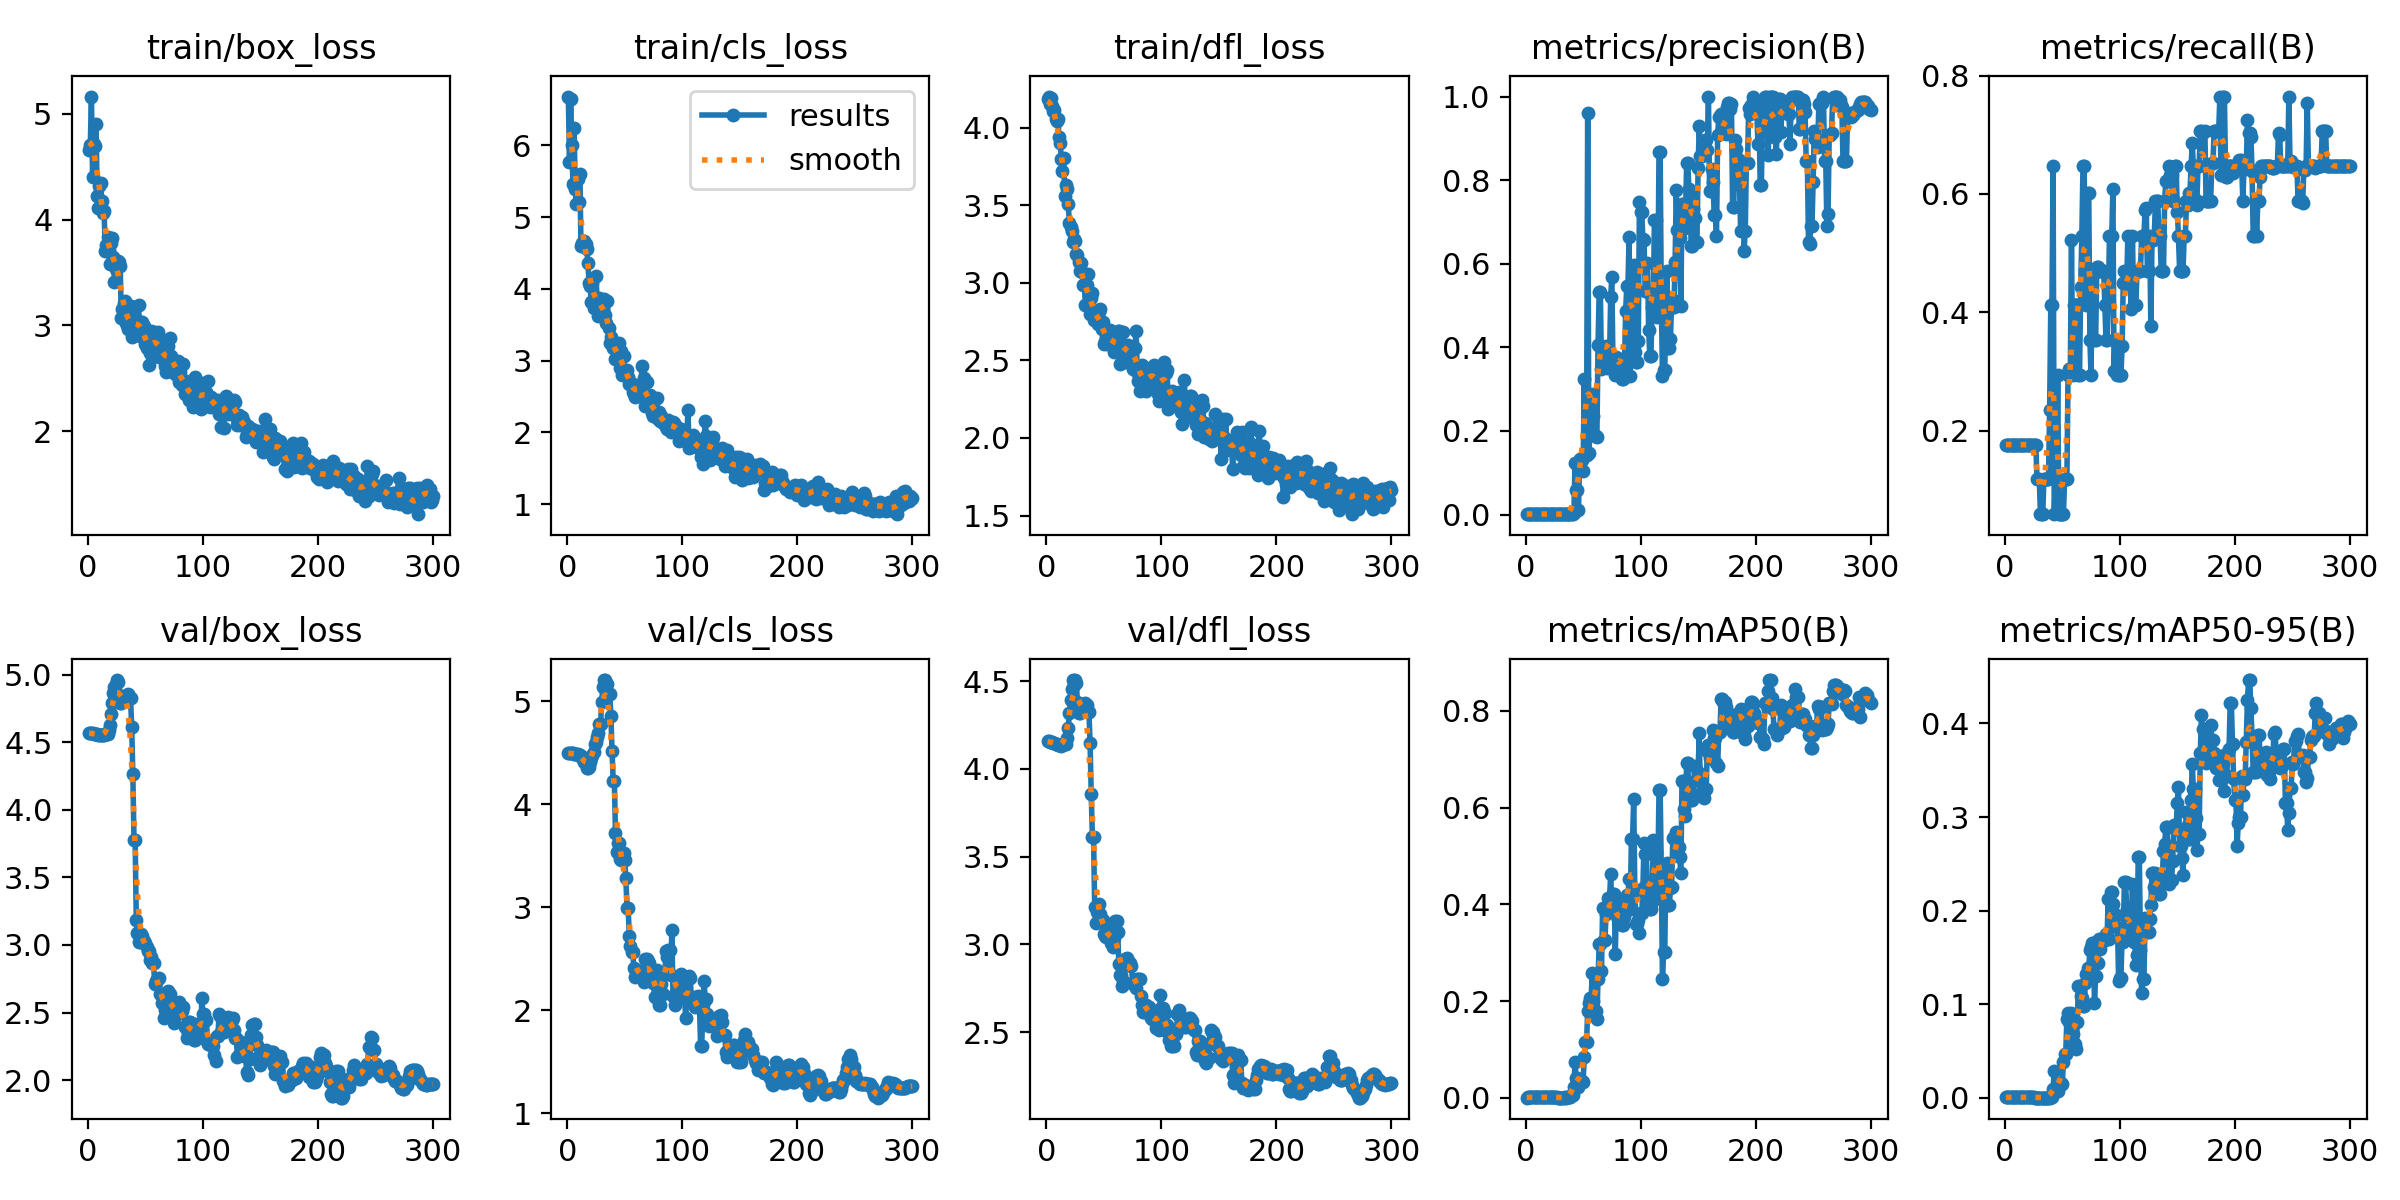 train/box_loss
5
4
3
2
0 100 200 300
train/cls_loss
results
smooth
6
5
4
3
2
1
0 100 200 300
train/dfl_loss
4.0
3.5
3.0
2.5
2.0
1.5
0 100 200 300
metrics/precision(B)
1.0
0.8
0.6
0.4
0.2
0.0
0 100 200 300
metrics/recall(B)
0.8
0.6
0.4
0.2
0 100 200 300
val/box_loss
5.0
4.5
4.0
3.5
3.0
2.5
2.0
0 100 200 300
val/cls_loss
5
4
3
2
1
0 100 200 300
val/dfl_loss
4.5
4.0
3.5
3.0
2.5
0 100 200 300
metrics/mAP50(B)
0.8
0.6
0.4
0.2
0.0
0 100 200 300
metrics/mAP50-95(B)
0.4
0.3
0.2
0.1
0.0
0 100 200 300